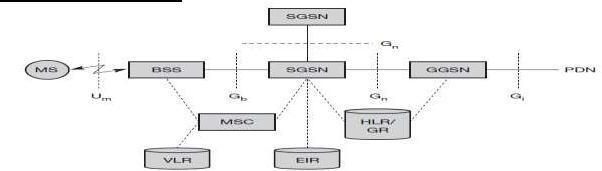 SGSN
Gn
MS
BSS
SGSN
GGSN
PDN
Um
Gb
Gn
Gi
MSC
HLR/
GR
VLR
EIR